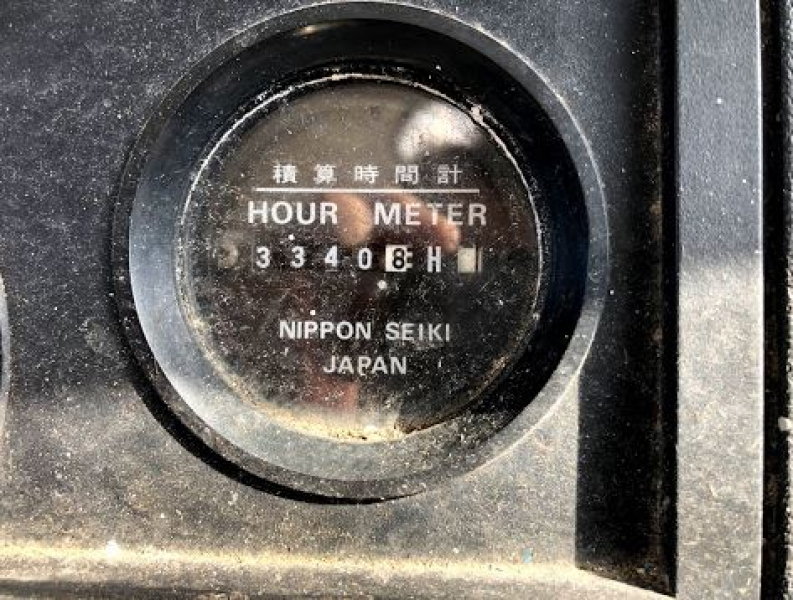 積算時間計
HOUR METER
33408H
NIPPON SEIKI
JAPAN